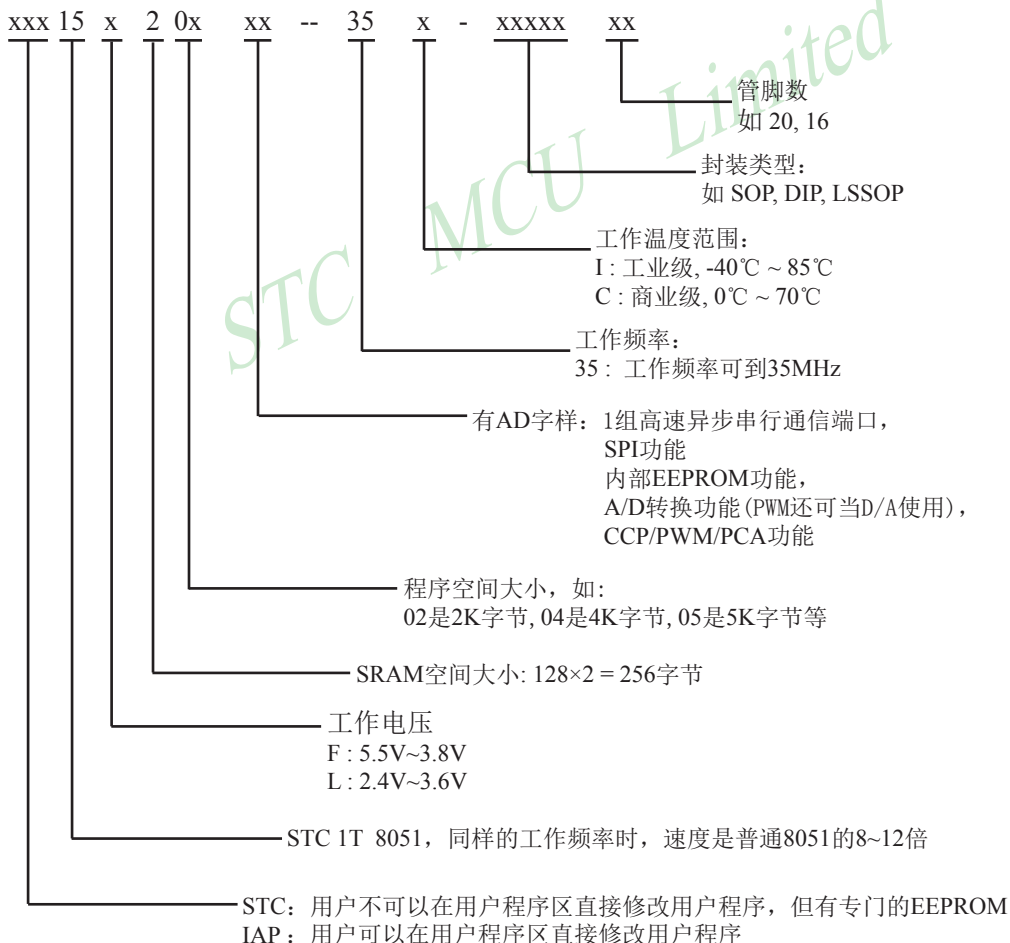 xxx 15 x 2 0x xx -- 35 x - xxxxx xx
管脚数
如 20, 16
封装类型：
如 SOP, DIP, LSSOP
工作温度范围：
I : 工业级, -40℃ ~ 85℃
C : 商业级, 0℃ ~ 70℃
工作频率：
35 : 工作频率可到35MHz
有AD字样：1组高速异步串行通信端口，
SPI功能
内部EEPROM功能，
A/D转换功能(PWM还可当D/A使用)，
CCP/PWM/PCA功能
程序空间大小，如:
02是2K字节, 04是4K字节, 05是5K字节等
SRAM空间大小: 128×2 = 256字节
工作电压
F : 5.5V~3.8V
L : 2.4V~3.6V
STC 1T 8051，同样的工作频率时，速度是普通8051的8~12倍
STC：用户不可以在用户程序区直接修改用户程序，但有专门的EEPROM
IAP：用户可以在用户程序区直接修改用户程序
STC MCU Limited